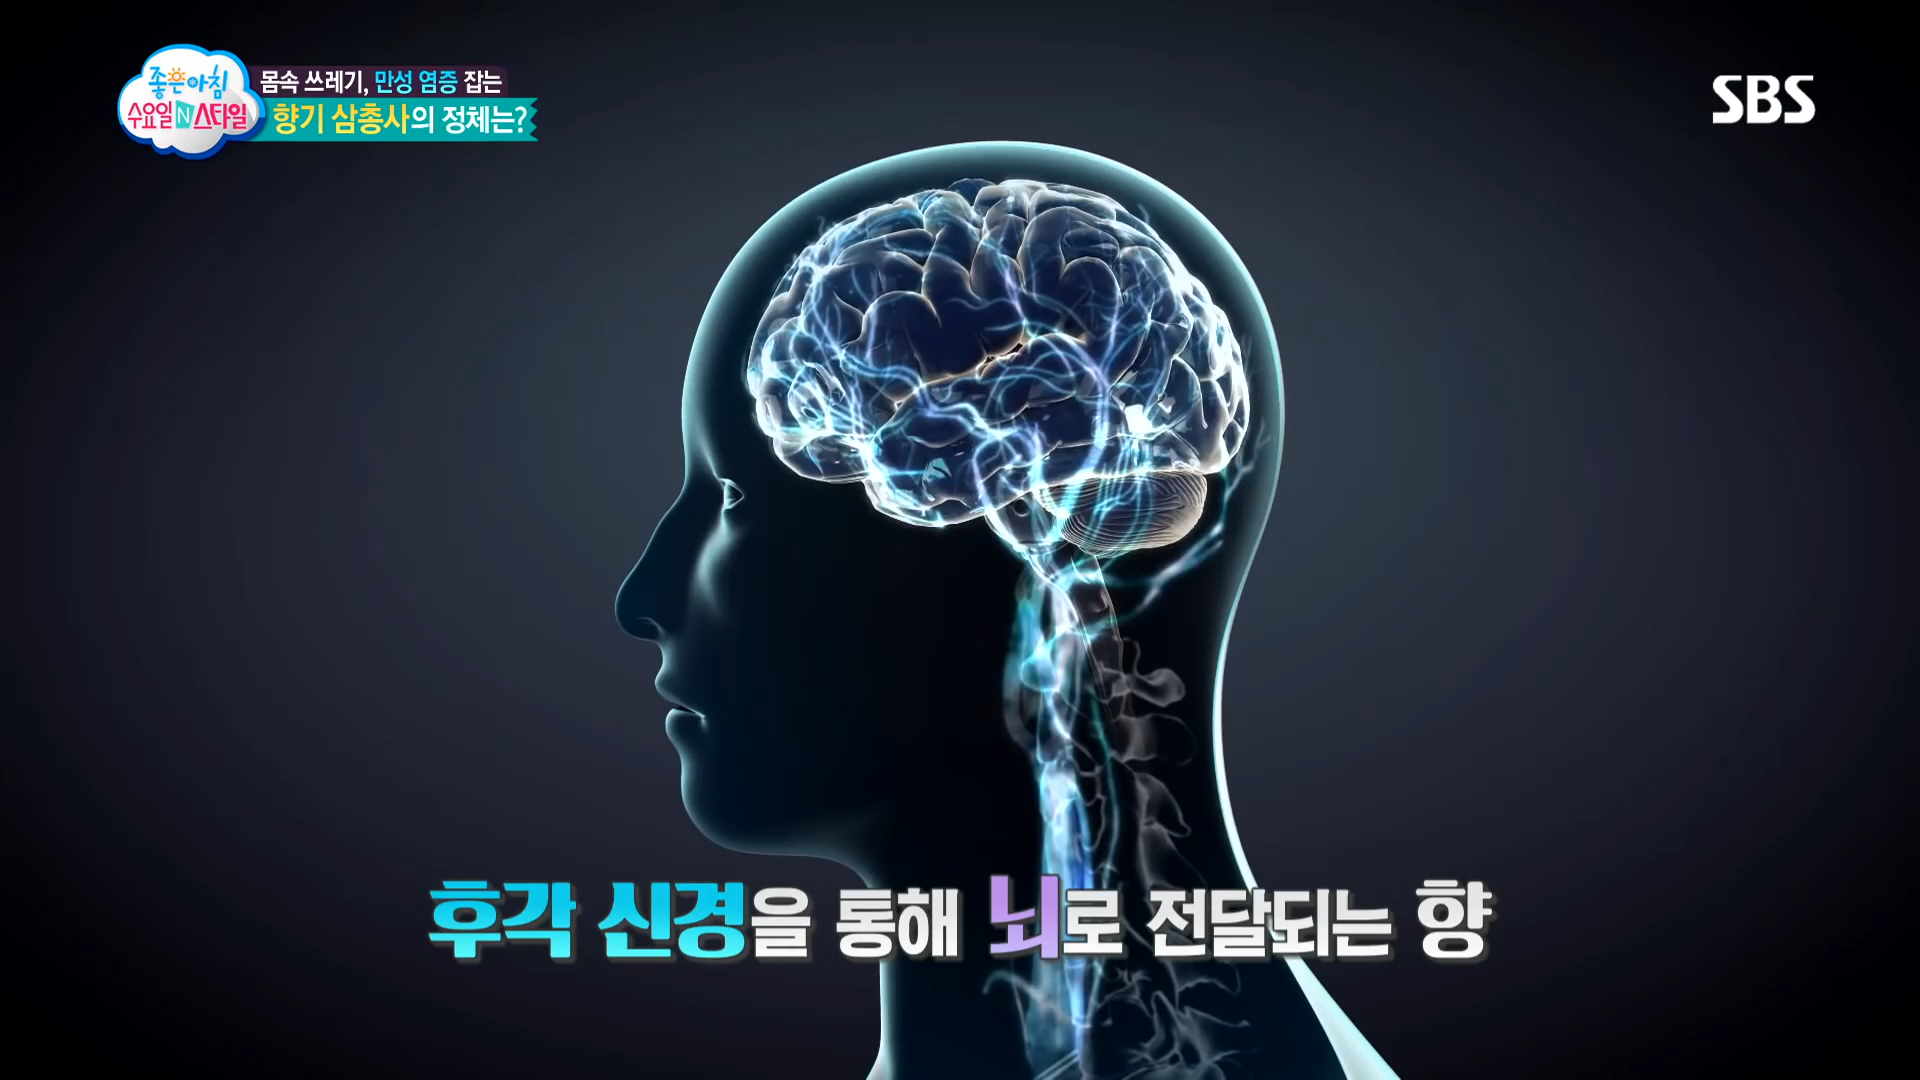 좋은아침
수요일N스타일
몸속 쓰레기, 만성 염증 잡는
향기 삼총사의 정체는?
SBS
후각 신경을 통해 뇌로 전달되는 향